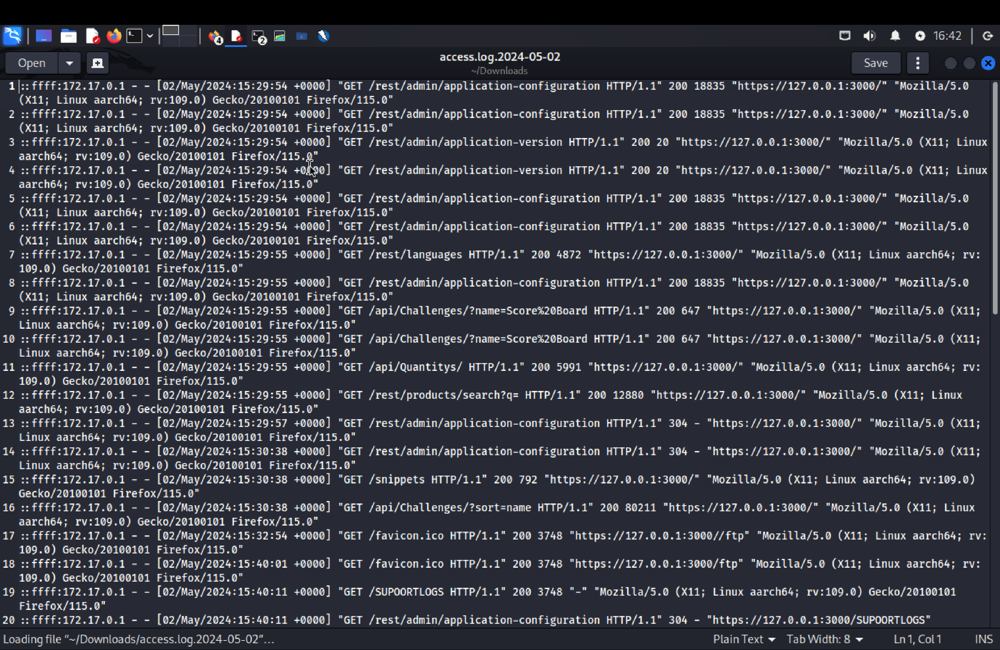 4
2
16:42
Open
access.log.2024-05-02
~/Downloads
Save
1 ::ffff:172.17.0.1 - - [02/May/2024:15:29:54 +0000] "GET /rest/admin/application-configuration HTTP/1.1" 200 18835 "https://127.0.0.1:3000/" "Mozilla/5.0
(X11; Linux aarch64; rv:109.0) Gecko/20100101 Firefox/115.0"
2 ::ffff:172.17.0.1 - - [02/May/2024:15:29:54 +0000] "GET /rest/admin/application-configuration HTTP/1.1" 200 18835 "https://127.0.0.1:3000/" "Mozilla/5.0
(X11; Linux aarch64; rv:109.0) Gecko/20100101 Firefox/115.0"
3 ::ffff:172.17.0.1 - - [02/May/2024:15:29:54 +0000] "GET /rest/admin/application-version HTTP/1.1" 200 20 "https://127.0.0.1:3000/" "Mozilla/5.0 (X11; Linux
aarch64; rv:109.0) Gecko/20100101 Firefox/115.0"
4 ::ffff:172.17.0.1 - - [02/May/2024:15:29:54 +0000] "GET /rest/admin/application-version HTTP/1.1" 200 20 "https://127.0.0.1:3000/" "Mozilla/5.0 (X11; Linux
aarch64; rv:109.0) Gecko/20100101 Firefox/115.0"
5 ::ffff:172.17.0.1 - - [02/May/2024:15:29:54 +0000] "GET /rest/admin/application-configuration HTTP/1.1" 200 18835 "https://127.0.0.1:3000/" "Mozilla/5.0
(X11; Linux aarch64; rv:109.0) Gecko/20100101 Firefox/115.0"
6 ::ffff:172.17.0.1 - - [02/May/2024:15:29:54 +0000] "GET /rest/admin/application-configuration HTTP/1.1" 200 18835 "https://127.0.0.1:3000/" "Mozilla/5.0
(X11; Linux aarch64; rv:109.0) Gecko/20100101 Firefox/115.0"
7 ::ffff:172.17.0.1 - - [02/May/2024:15:29:55 +0000] "GET /rest/languages HTTP/1.1" 200 4872 "https://127.0.0.1:3000/" "Mozilla/5.0 (X11; Linux aarch64; rv:
109.0) Gecko/20100101 Firefox/115.0"
8 ::ffff:172.17.0.1 - - [02/May/2024:15:29:55 +0000] "GET /rest/admin/application-configuration HTTP/1.1" 200 18835 "https://127.0.0.1:3000/" "Mozilla/5.0
(X11; Linux aarch64; rv:109.0) Gecko/20100101 Firefox/115.0"
9 ::ffff:172.17.0.1 - - [02/May/2024:15:29:55 +0000] "GET /api/Challenges/?name=Score%20Board HTTP/1.1" 200 647 "https://127.0.0.1:3000/" "Mozilla/5.0 (X11;
Linux aarch64; rv:109.0) Gecko/20100101 Firefox/115.0"
10 ::ffff:172.17.0.1 - - [02/May/2024:15:29:55 +0000] "GET /api/Challenges/?name=Score%20Board HTTP/1.1" 200 647 "https://127.0.0.1:3000/" "Mozilla/5.0 (X11;
Linux aarch64; rv:109.0) Gecko/20100101 Firefox/115.0"
11 ::ffff:172.17.0.1 - - [02/May/2024:15:29:55 +0000] "GET /api/Quantitys/ HTTP/1.1" 200 5991 "https://127.0.0.1:3000/" "Mozilla/5.0 (X11; Linux aarch64; rv:
109.0) Gecko/20100101 Firefox/115.0"
12 ::ffff:172.17.0.1 - - [02/May/2024:15:29:55 +0000] "GET /rest/products/search?q= HTTP/1.1" 200 12880 "https://127.0.0.1:3000/" "Mozilla/5.0 (X11; Linux
aarch64; rv:109.0) Gecko/20100101 Firefox/115.0"
13 ::ffff:172.17.0.1 - - [02/May/2024:15:29:57 +0000] "GET /rest/admin/application-configuration HTTP/1.1" 304 - "https://127.0.0.1:3000/" "Mozilla/5.0 (X11;
Linux aarch64; rv:109.0) Gecko/20100101 Firefox/115.0"
14 ::ffff:172.17.0.1 - - [02/May/2024:15:30:38 +0000] "GET /rest/admin/application-configuration HTTP/1.1" 304 - "https://127.0.0.1:3000/" "Mozilla/5.0 (X11;
Linux aarch64; rv:109.0) Gecko/20100101 Firefox/115.0"
15 ::ffff:172.17.0.1 - - [02/May/2024:15:30:38 +0000] "GET /snippets HTTP/1.1" 200 792 "https://127.0.0.1:3000/" "Mozilla/5.0 (X11; Linux aarch64; rv:109.0)
Gecko/20100101 Firefox/115.0"
16 ::ffff:172.17.0.1 - - [02/May/2024:15:30:38 +0000] "GET /api/Challenges/?sort=name HTTP/1.1" 200 80211 "https://127.0.0.1:3000/" "Mozilla/5.0 (X11; Linux
aarch64; rv:109.0) Gecko/20100101 Firefox/115.0"
17 ::ffff:172.17.0.1 - - [02/May/2024:15:32:54 +0000] "GET /favicon.ico HTTP/1.1" 200 3748 "https://127.0.0.1:3000//ftp" "Mozilla/5.0 (X11; Linux aarch64; rv:
109.0) Gecko/20100101 Firefox/115.0"
18 ::ffff:172.17.0.1 - - [02/May/2024:15:40:01 +0000] "GET /favicon.ico HTTP/1.1" 200 3748 "https://127.0.0.1:3000/ftp" "Mozilla/5.0 (X11; Linux aarch64; rv:
109.0) Gecko/20100101 Firefox/115.0"
19 ::ffff:172.17.0.1 - - [02/May/2024:15:40:11 +0000] "GET /SUPOORTLOGS HTTP/1.1" 200 3748 "-" "Mozilla/5.0 (X11; Linux aarch64; rv:109.0) Gecko/20100101
Firefox/115.0"
20 ::ffff:172.17.0.1 - - [02/May/2024:15:40:11 +0000] "GET /rest/admin/application-configuration HTTP/1.1" 304 - "https://127.0.0.1:3000/SUPOORTLOGS"
Loading file “~/Downloads/access.log.2024-05-02”…
Plain Text
Tab Width: 8
Ln 1, Col 1
INS